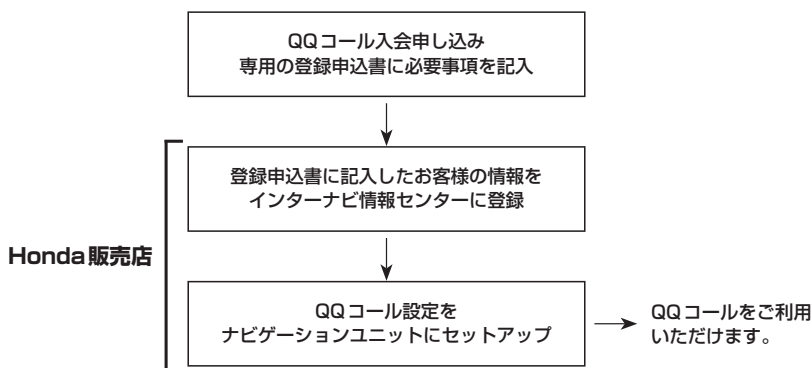 QQコール入会申し込み
専用の登録申込書に必要事項を記入
登録申込書に記入したお客様の情報を
インターナビ情報センターに登録
Honda販売店
QQコール設定を
ナビゲーションユニットにセットアップ
QQコールをご利用
いただけます。